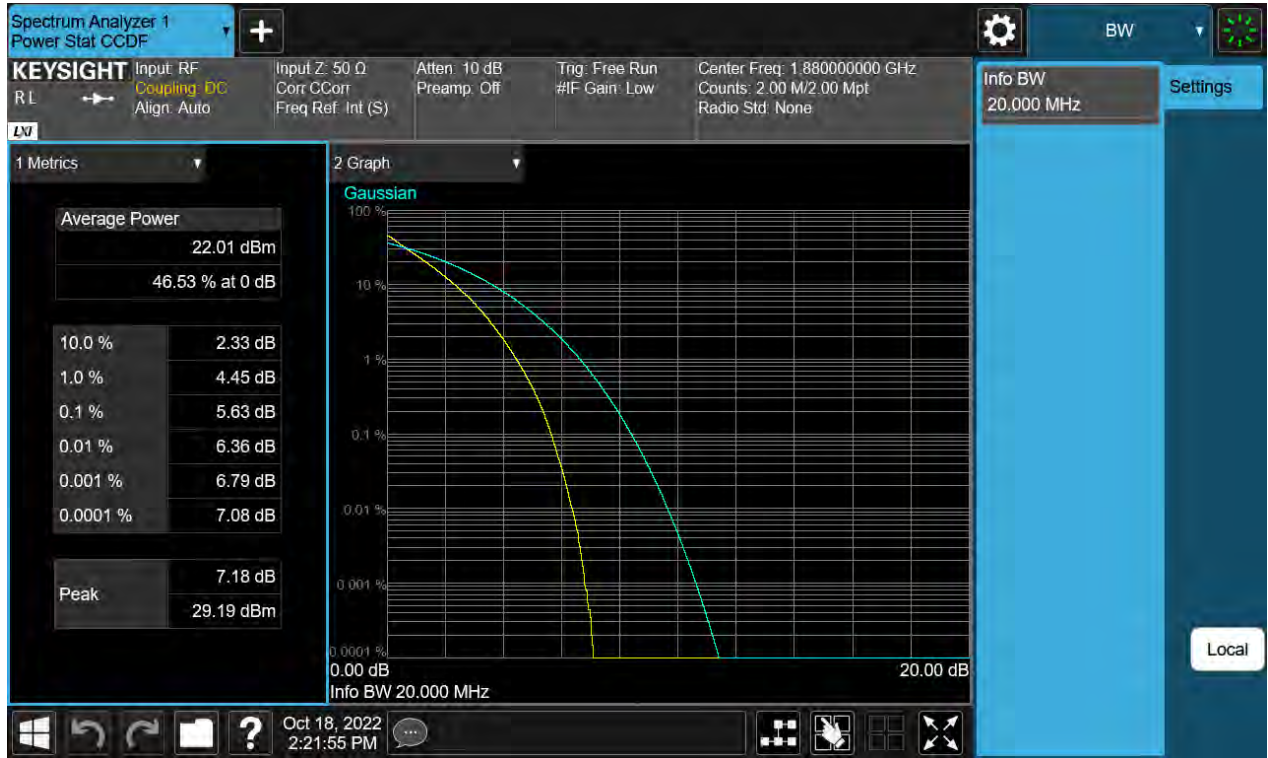 Spectrum Analyzer 1
Power Stat CCDF
+
BW
KEYSIGHT
RL
LXI
Input: RF
Coupling: DC
Align: Auto
Input Z: 50 Ω
Corr CCorr
Freq Ref: Int (S)
Atten: 10 dB
Preamp: Off
Trig: Free Run
#IF Gain: Low
Center Freq: 1.880000000 GHz
Counts: 2.00 M/2.00 Mpt
Radio Std: None
Info BW
20.000 MHz
Settings
1 Metrics
Average Power
22.01 dBm
46.53 % at 0 dB
10.0 % 2.33 dB
1.0 % 4.45 dB
0.1 % 5.63 dB
0.01 % 6.36 dB
0.001 % 6.79 dB
0.0001 % 7.08 dB
Peak
7.18 dB
29.19 dBm
2 Graph
Gaussian
100 %
10 %
1 %
0.1 %
0.01 %
0.001 %
0.0001 %
0.00 dB 20.00 dB
Info BW 20.000 MHz
Local
?
Oct 18, 2022
2:21:55 PM